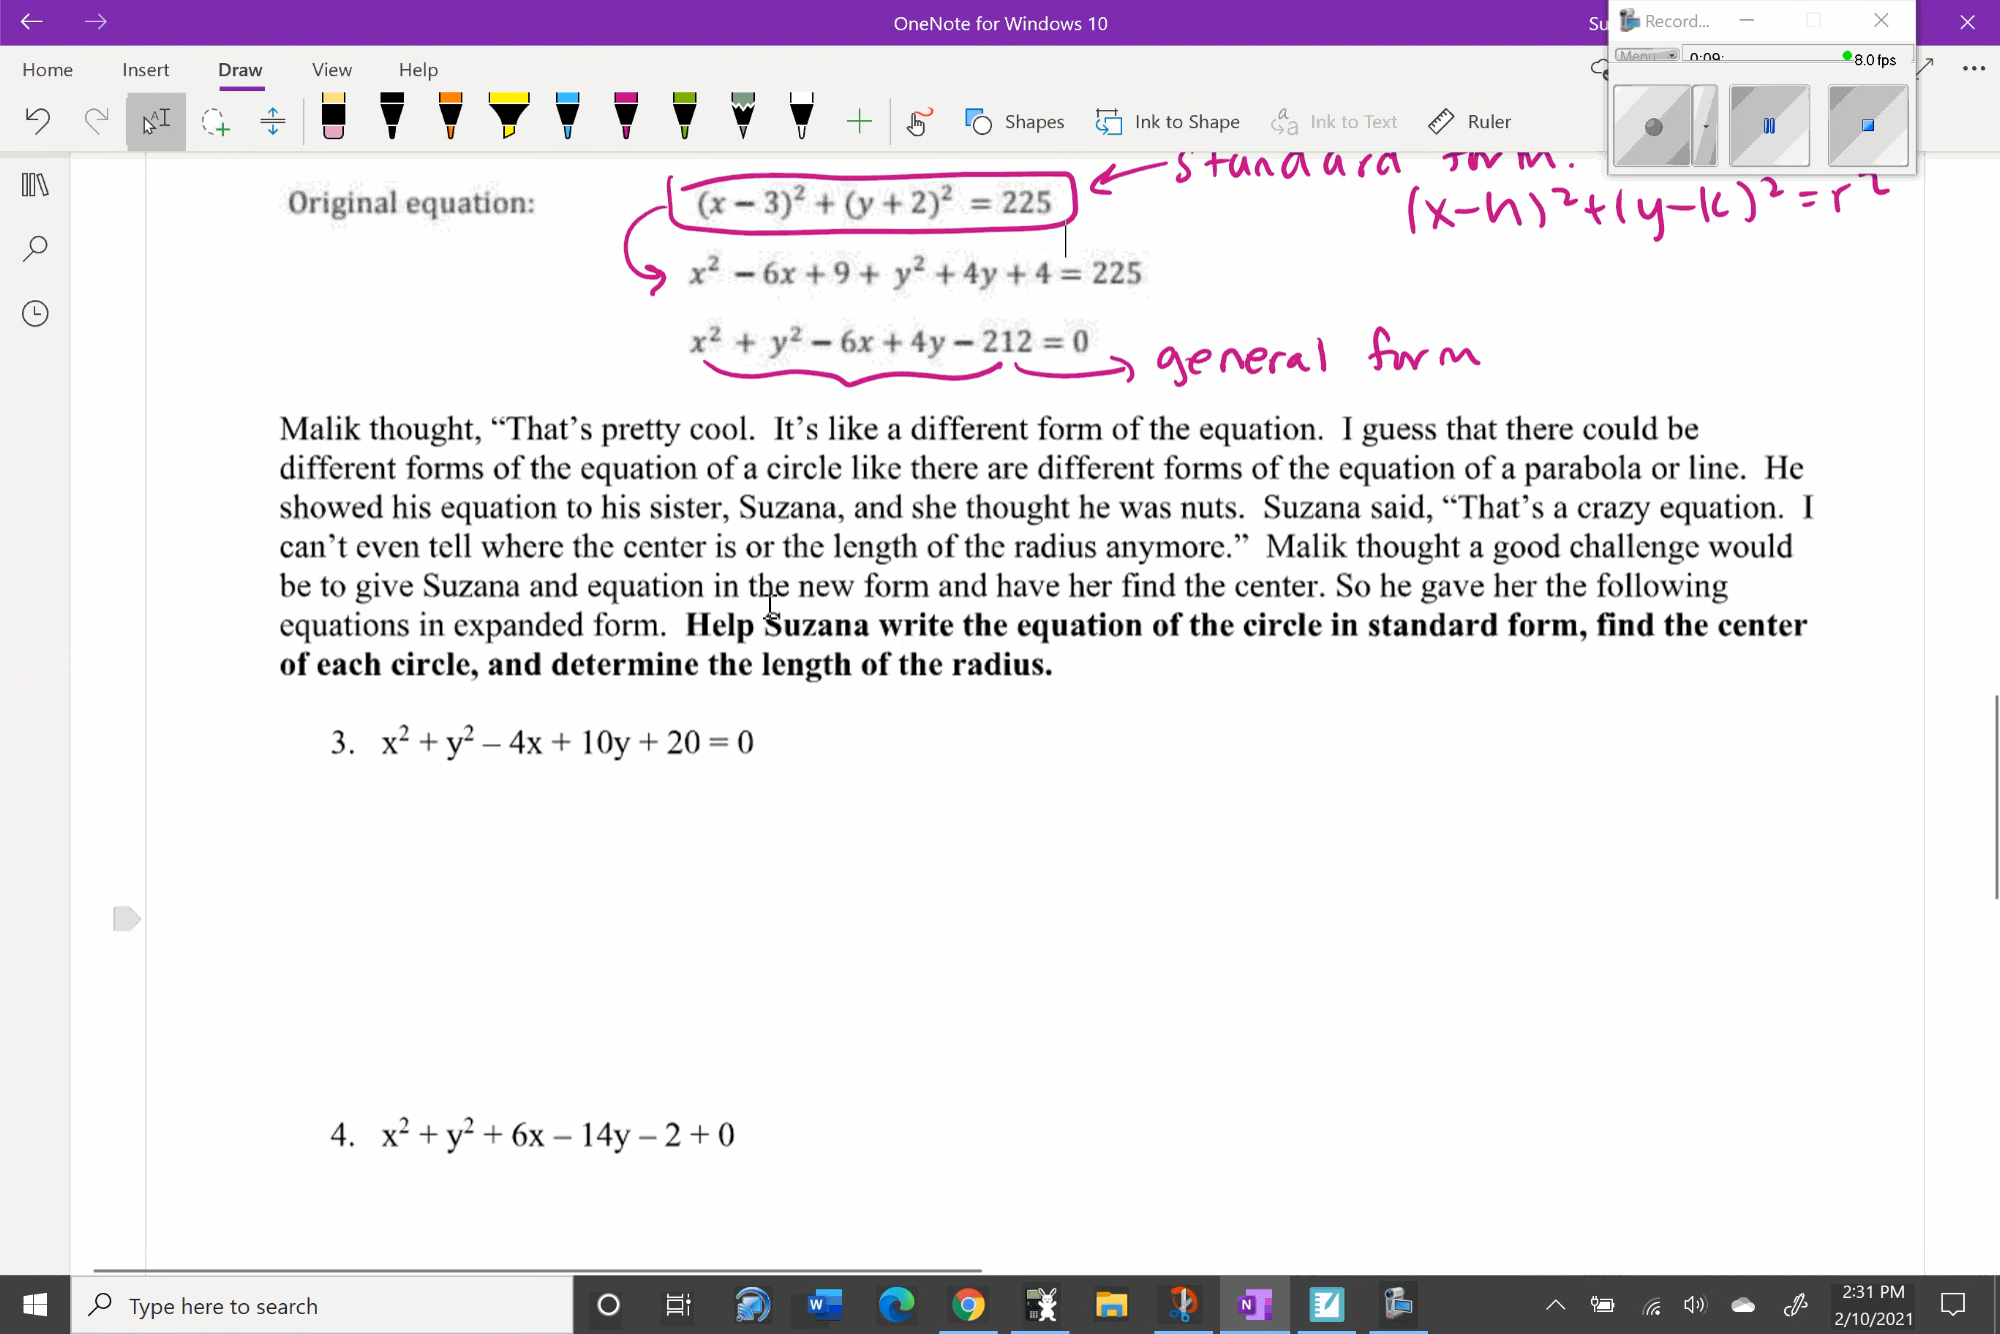 OneNote for Windows 10
Su
Record...
Home Insert Draw View Help
Menu 0:09: 8.0 fps
Shapes Ink to Shape Ink to Text Ruler
standard form:
(x-h)²+(y-k)²=r²
Original equation: (x − 3)² + (y + 2)² = 225
x² − 6x + 9 + y² + 4y + 4 = 225
x² + y² − 6x + 4y − 212 = 0
general form
Malik thought, “That’s pretty cool. It’s like a different form of the equation. I guess that there could be
different forms of the equation of a circle like there are different forms of the equation of a parabola or line. He
showed his equation to his sister, Suzana, and she thought he was nuts. Suzana said, “That’s a crazy equation. I
can’t even tell where the center is or the length of the radius anymore.” Malik thought a good challenge would
be to give Suzana and equation in the new form and have her find the center. So he gave her the following
equations in expanded form. Help Suzana write the equation of the circle in standard form, find the center
of each circle, and determine the length of the radius.
3. x² + y² – 4x + 10y + 20 = 0
4. x² + y² + 6x – 14y – 2 + 0
Type here to search
2:31 PM
2/10/2021